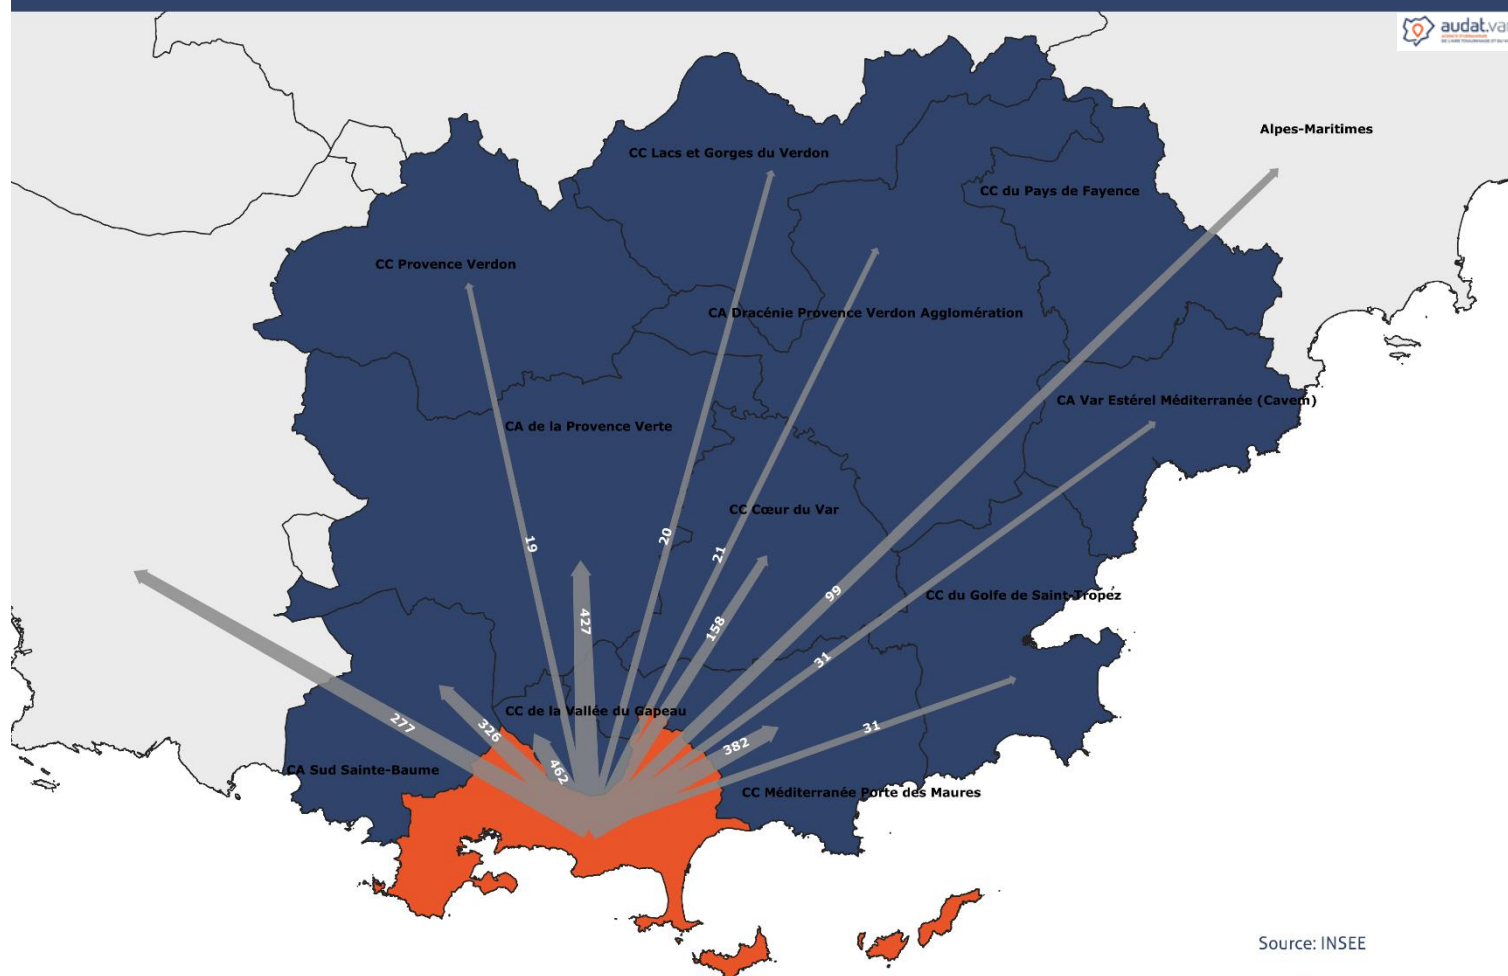 audat.var
Alpes-Maritimes
CC Lacs et Gorges du Verdon
CC du Pays de Fayence
CC Provence Verdon
CA Dracénie Provence Verdon Agglomération
CA Var Estérel Méditerranée (Cavem)
CA de la Provence Verte
CC Cœur du Var
19
20
21
99
CC du Golfe de Saint-Tropez
427
158
31
CC de la Vallée du Gapeau
277
326
382
31
462
CA Sud Sainte-Baume
CC Méditerranée Porte des Maures
Source: INSEE